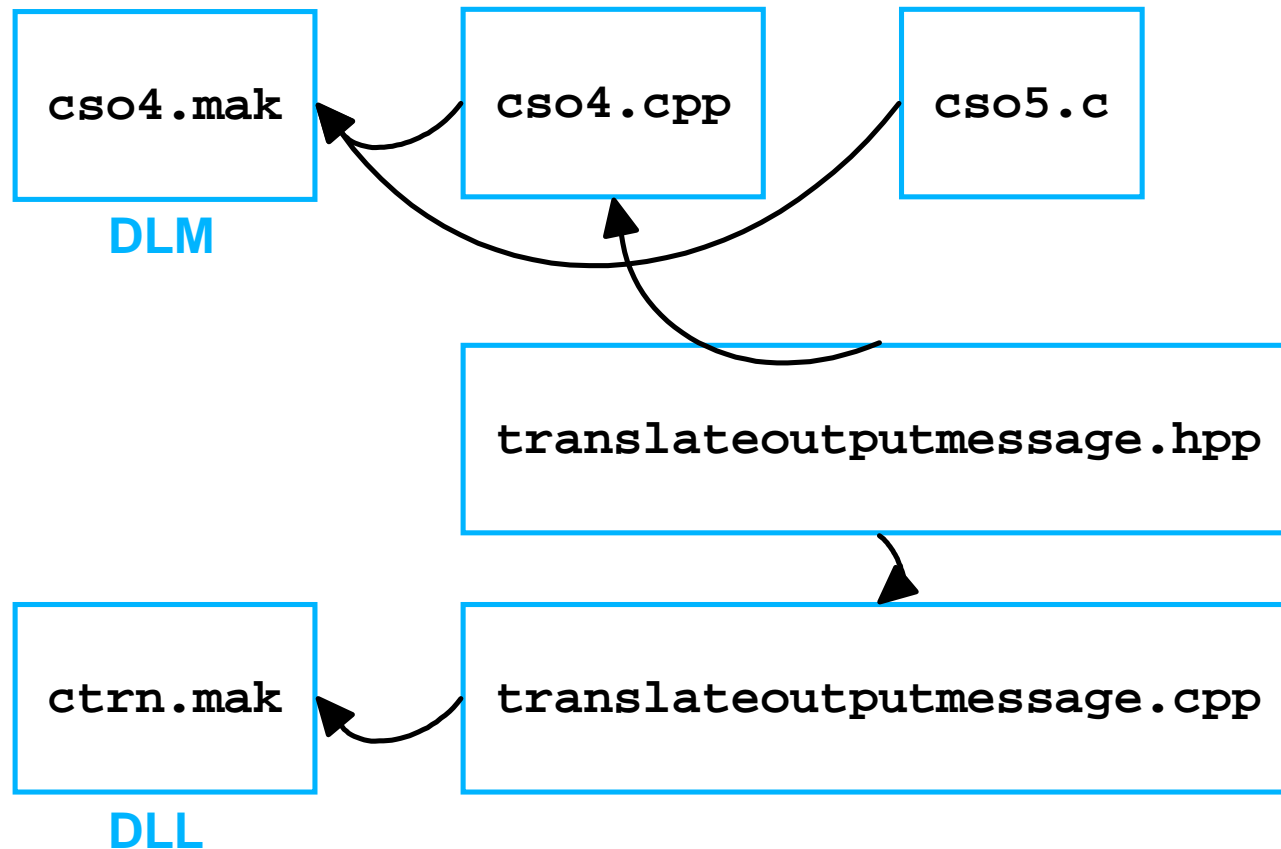 cso4.mak
cso4.cpp
cso5.c
DLM
translateoutputmessage.hpp
ctrn.mak
translateoutputmessage.cpp
DLL